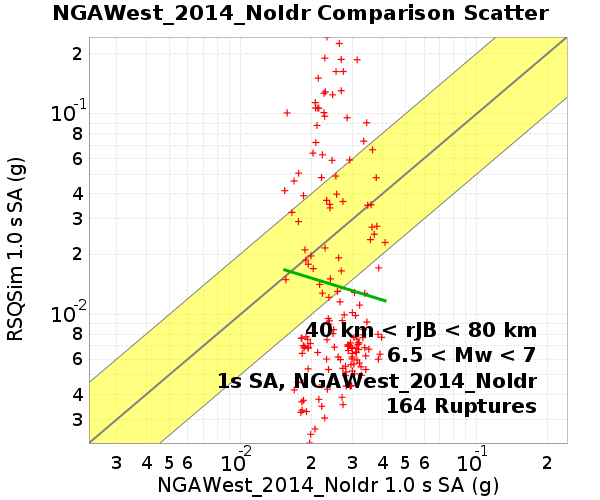 NGAWest_2014_NoIdr Comparison Scatter
RSQSim 1.0 s SA (g)
2
10-1
8
6
4
3
2
10-2
8
6
4
3
40 km < rJB < 80 km
6.5 < Mw < 7
1s SA, NGAWest_2014_NoIdr
164 Ruptures
3 4 5 6 10-2 2 3 4 5 6 10-1 2
NGAWest_2014_NoIdr 1.0 s SA (g)